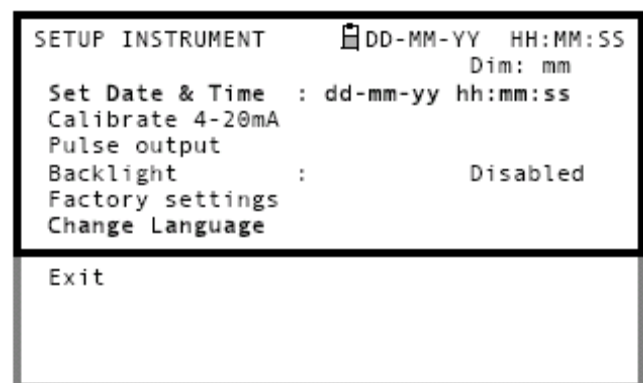 SETUP INSTRUMENT DD-MM-YY HH:MM:SS
Dim: mm
Set Date & Time : dd-mm-yy hh:mm:ss
Calibrate 4-20mA
Pulse output
Backlight : Disabled
Factory settings
Change Language
Exit